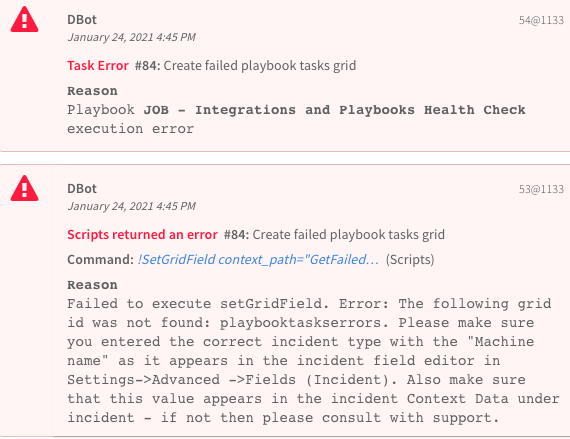 DBot 54@1133
January 24, 2021 4:45 PM
Task Error #84: Create failed playbook tasks grid
Reason
Playbook JOB - Integrations and Playbooks Health Check
execution error
DBot 53@1133
January 24, 2021 4:45 PM
Scripts returned an error #84: Create failed playbook tasks grid
Command: !SetGridField context_path="GetFailed... (Scripts)
Reason
Failed to execute setGridField. Error: The following grid
id was not found: playbooktaskserrors. Please make sure
you entered the correct incident type with the "Machine
name" as it appears in the incident field editor in
Settings->Advanced ->Fields (Incident). Also make sure
that this value appears in the incident Context Data under
incident - if not then please consult with support.